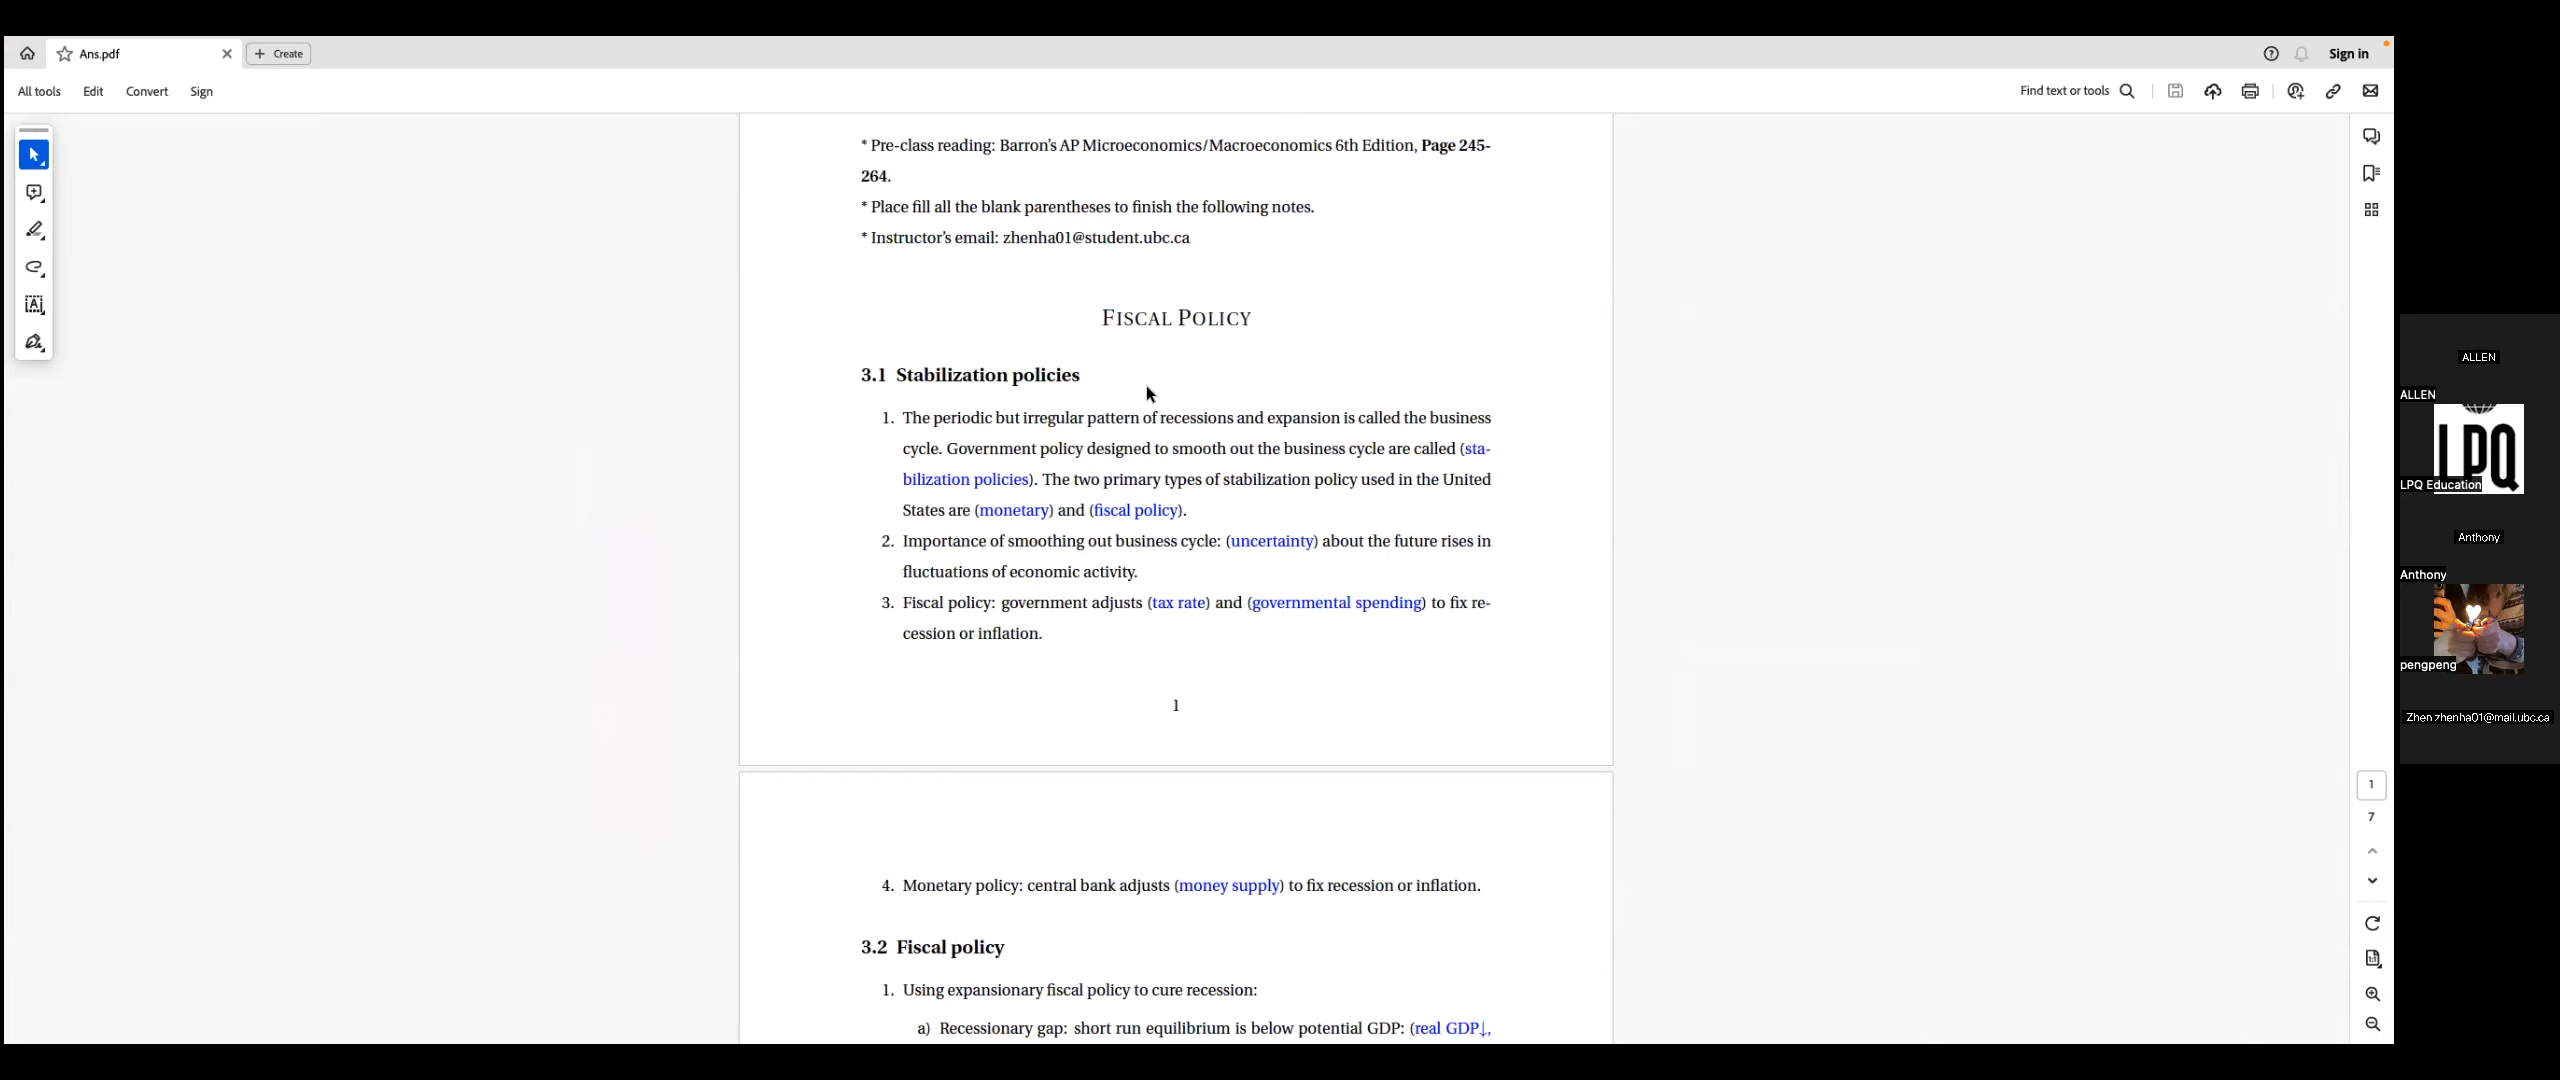 Ans.pdf
Create
Sign in
All tools
Edit
Convert
Sign
Find text or tools
* Pre-class reading: Barron's AP Microeconomics/Macroeconomics 6th Edition, Page 245-
264.
* Place fill all the blank parentheses to finish the following notes.
* Instructor's email: zhenha01@student.ubc.ca
FISCAL POLICY
3.1 Stabilization policies
1. The periodic but irregular pattern of recessions and expansion is called the business
cycle. Government policy designed to smooth out the business cycle are called (sta-
bilization policies). The two primary types of stabilization policy used in the United
States are (monetary) and (fiscal policy).
2. Importance of smoothing out business cycle: (uncertainty) about the future rises in
fluctuations of economic activity.
3. Fiscal policy: government adjusts (tax rate) and (governmental spending) to fix re-
cession or inflation.
1
4. Monetary policy: central bank adjusts (money supply) to fix recession or inflation.
3.2 Fiscal policy
1. Using expansionary fiscal policy to cure recession:
a) Recessionary gap: short run equilibrium is below potential GDP: (real GDP↓,
1
7
ALLEN
ALLEN
LPQ
LPQ Education
Anthony
Anthony
pengpeng
Zhen zhenha01@mail.ubc.ca